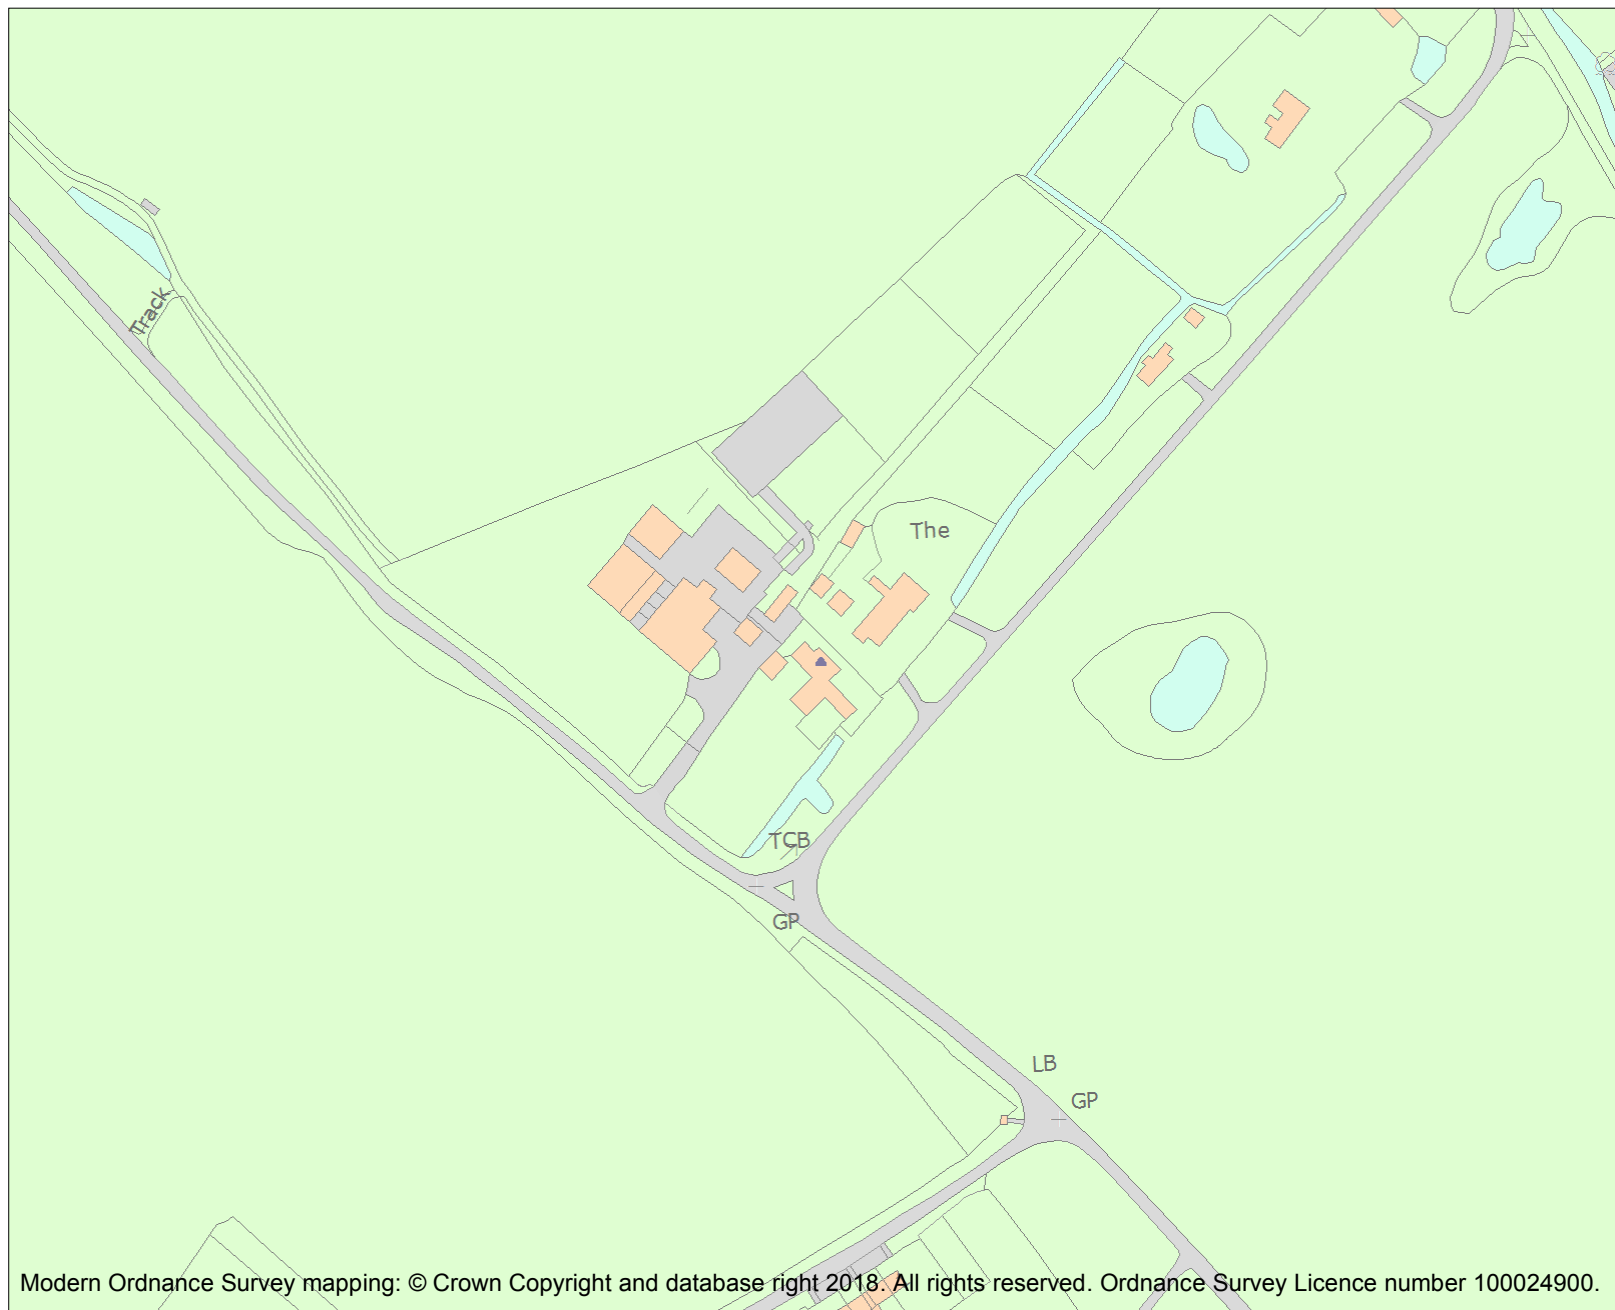 Track
The
TCB
GP
LB
GP
Modern Ordnance Survey mapping: © Crown Copyright and database right 2018. All rights reserved. Ordnance Survey Licence number 100024900.